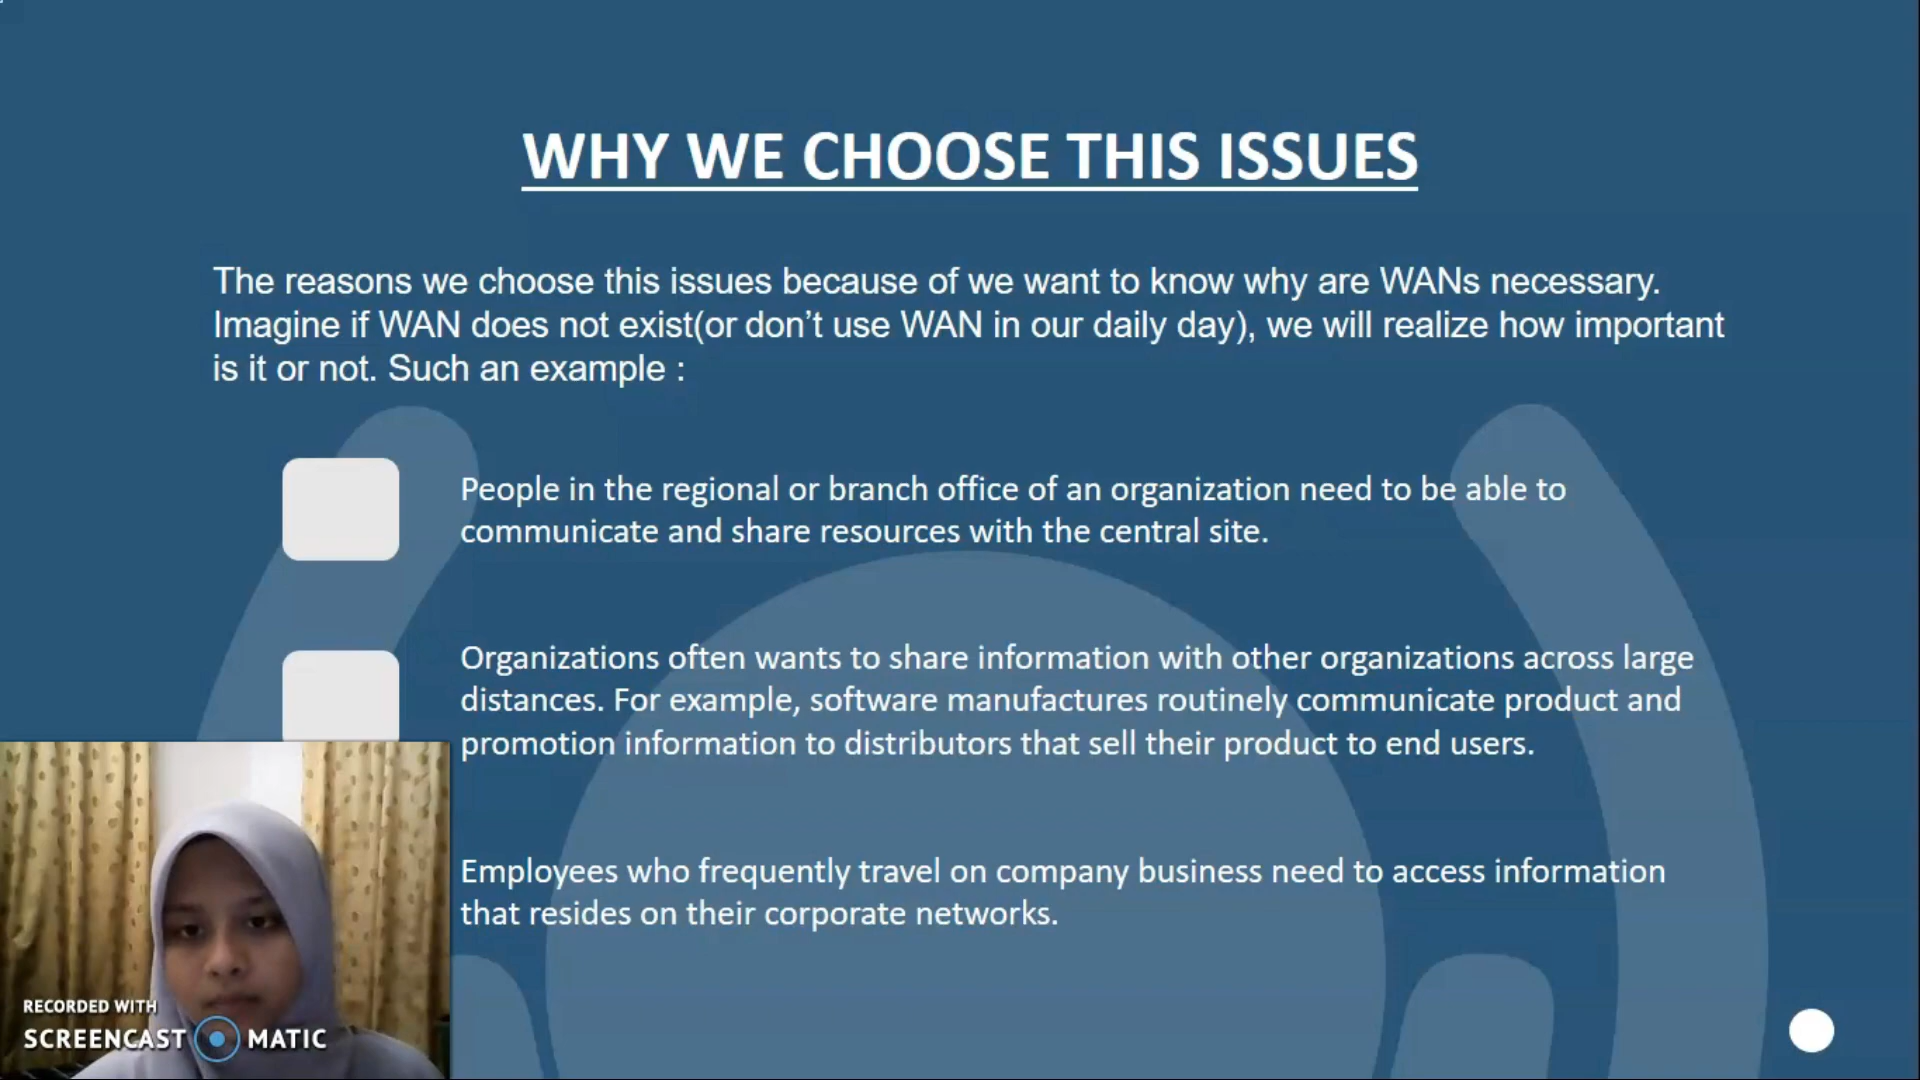 WHY WE CHOOSE THIS ISSUES
The reasons we choose this issues because of we want to know why are WANs necessary.
Imagine if WAN does not exist(or don’t use WAN in our daily day), we will realize how important
is it or not. Such an example :
People in the regional or branch office of an organization need to be able to
communicate and share resources with the central site.
Organizations often wants to share information with other organizations across large
distances. For example, software manufactures routinely communicate product and
promotion information to distributors that sell their product to end users.
Employees who frequently travel on company business need to access information
that resides on their corporate networks.
RECORDED WITH
SCREENCAST MATIC